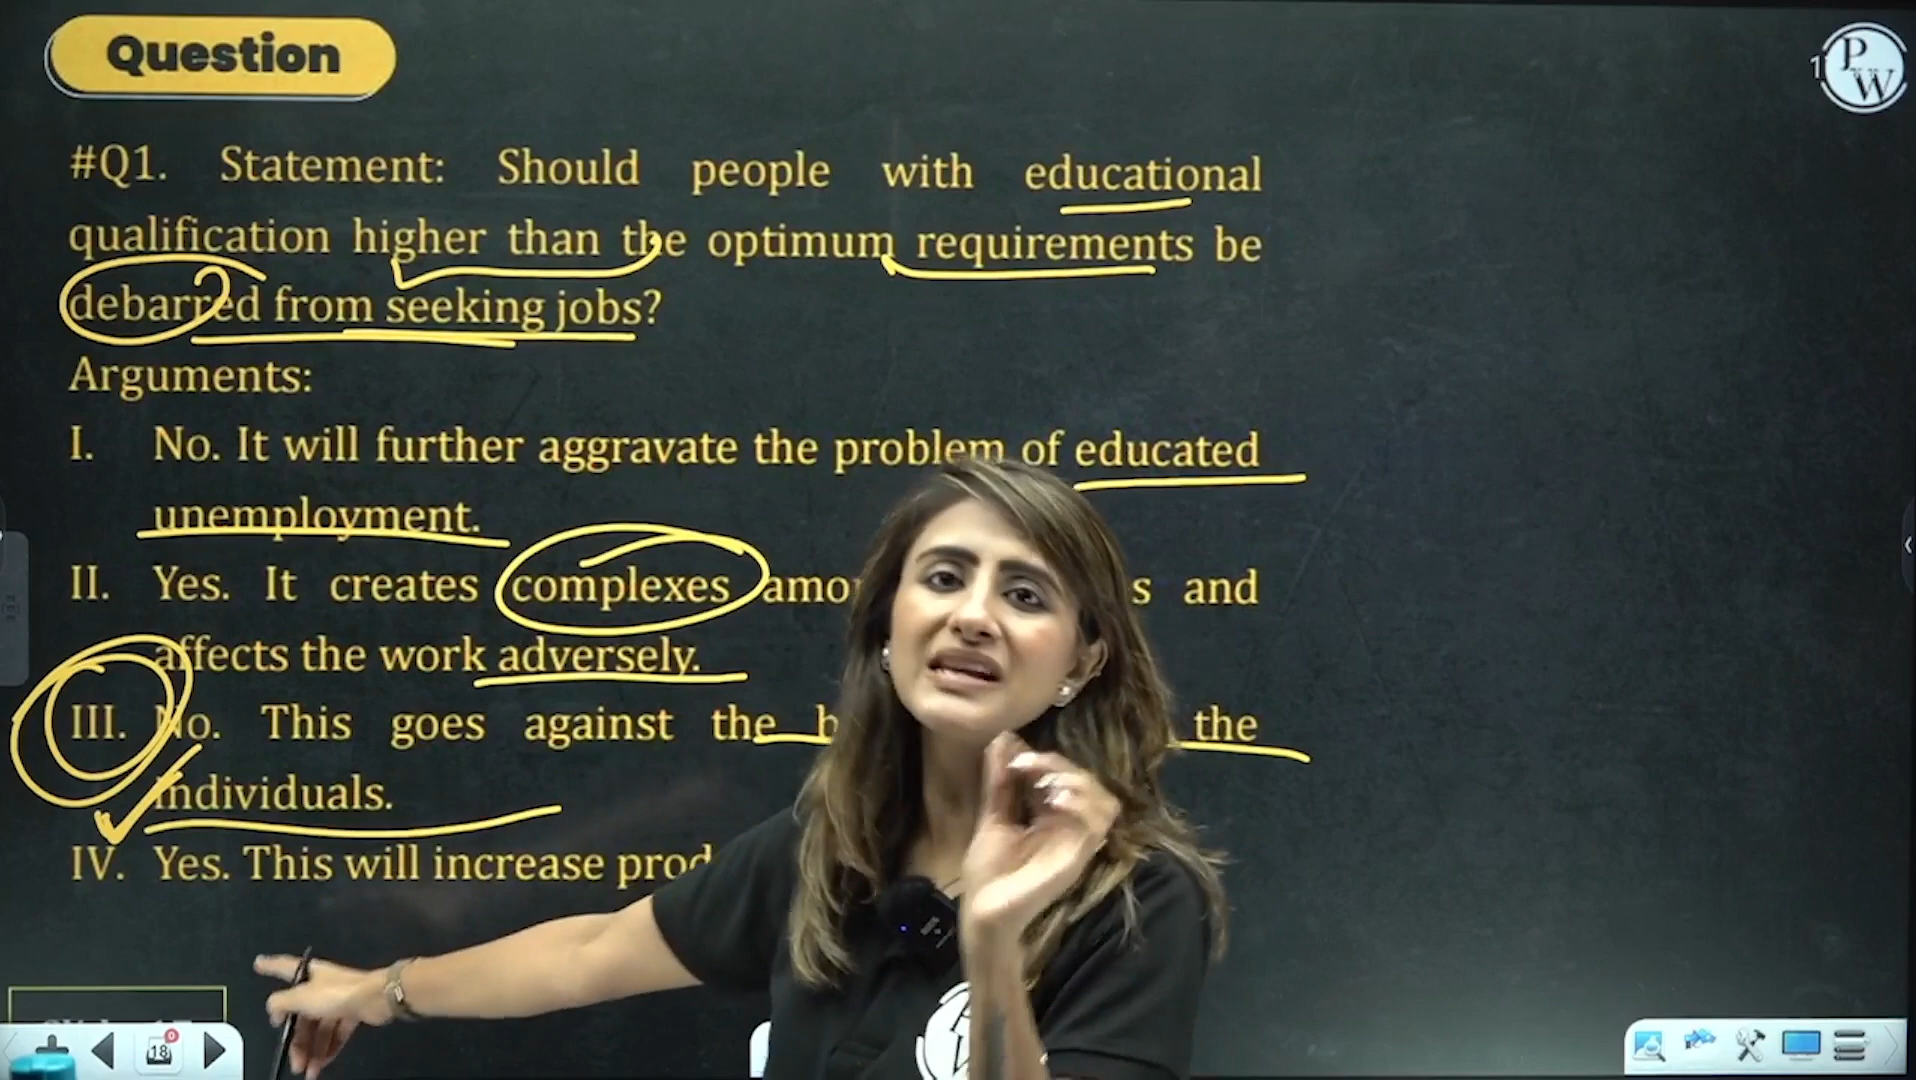 Question
P
W
#Q1. Statement: Should people with educational
qualification higher than the optimum requirements be
debarred from seeking jobs?
Arguments:
I. No. It will further aggravate the problem of educated
unemployment.
II. Yes. It creates complexes and
affects the work adversely.
III. No. This goes against the the
individuals.
IV. Yes. This will increase
18
0